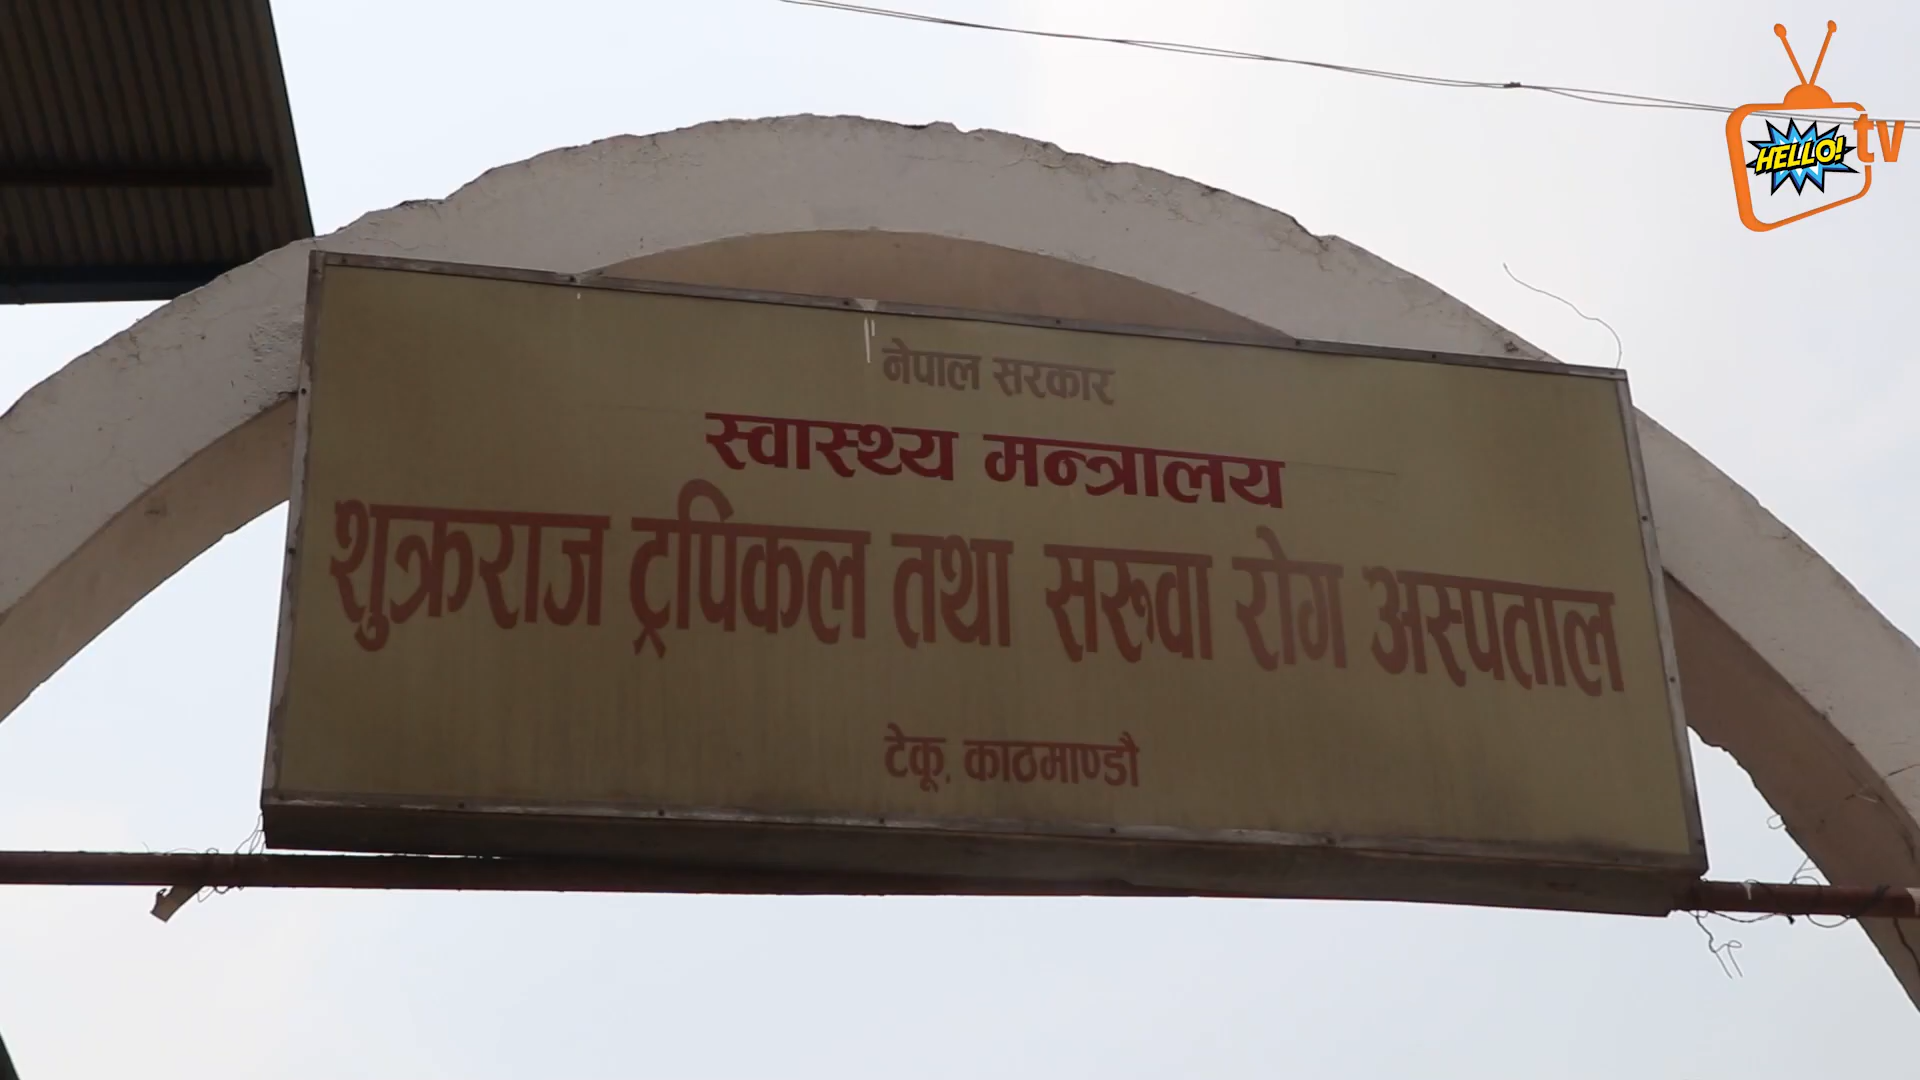 नेपाल सरकार
स्वास्थ्य मन्त्रालय
शुक्रराज ट्रपिकल तथा सरूवा रोग अस्पताल
टेकू, काठमाण्डौ
HELLO! tv